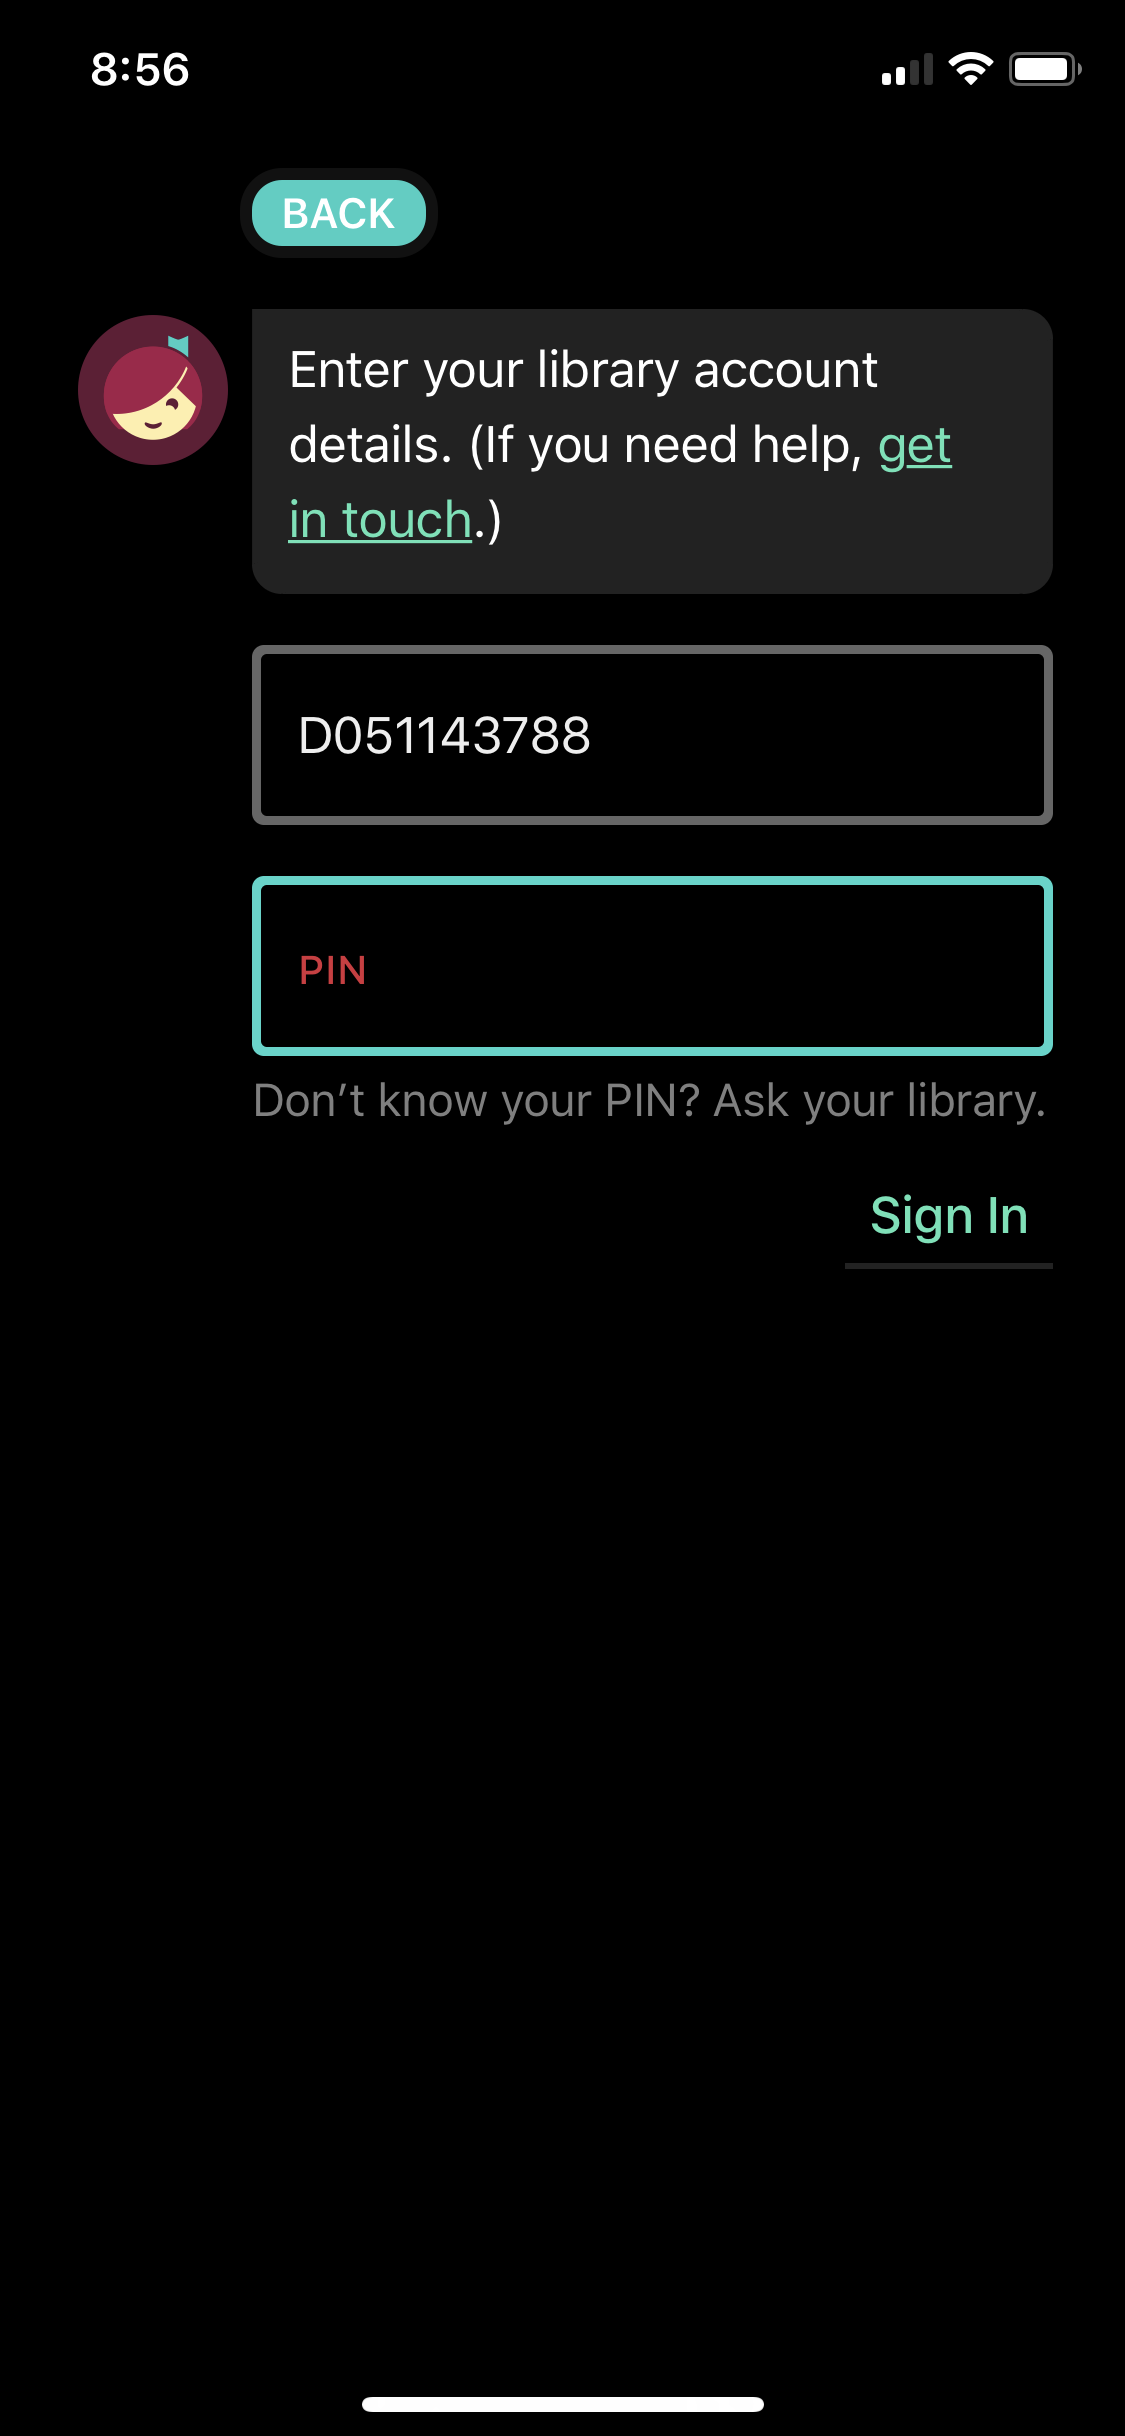 8:56
BACK
Enter your library account
details. (If you need help, get
in touch.)
D051143788
PIN
Don’t know your PIN? Ask your library.
Sign In